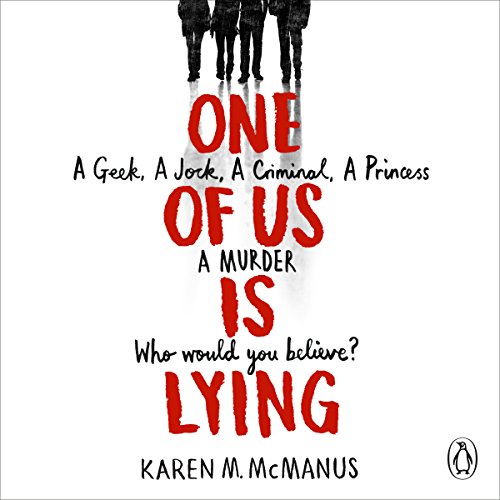 ONE
A Geek, A Jock, A Criminal, A Princess
OF US
A MURDER
IS
Who would you believe?
LYING
KAREN M. McMANUS